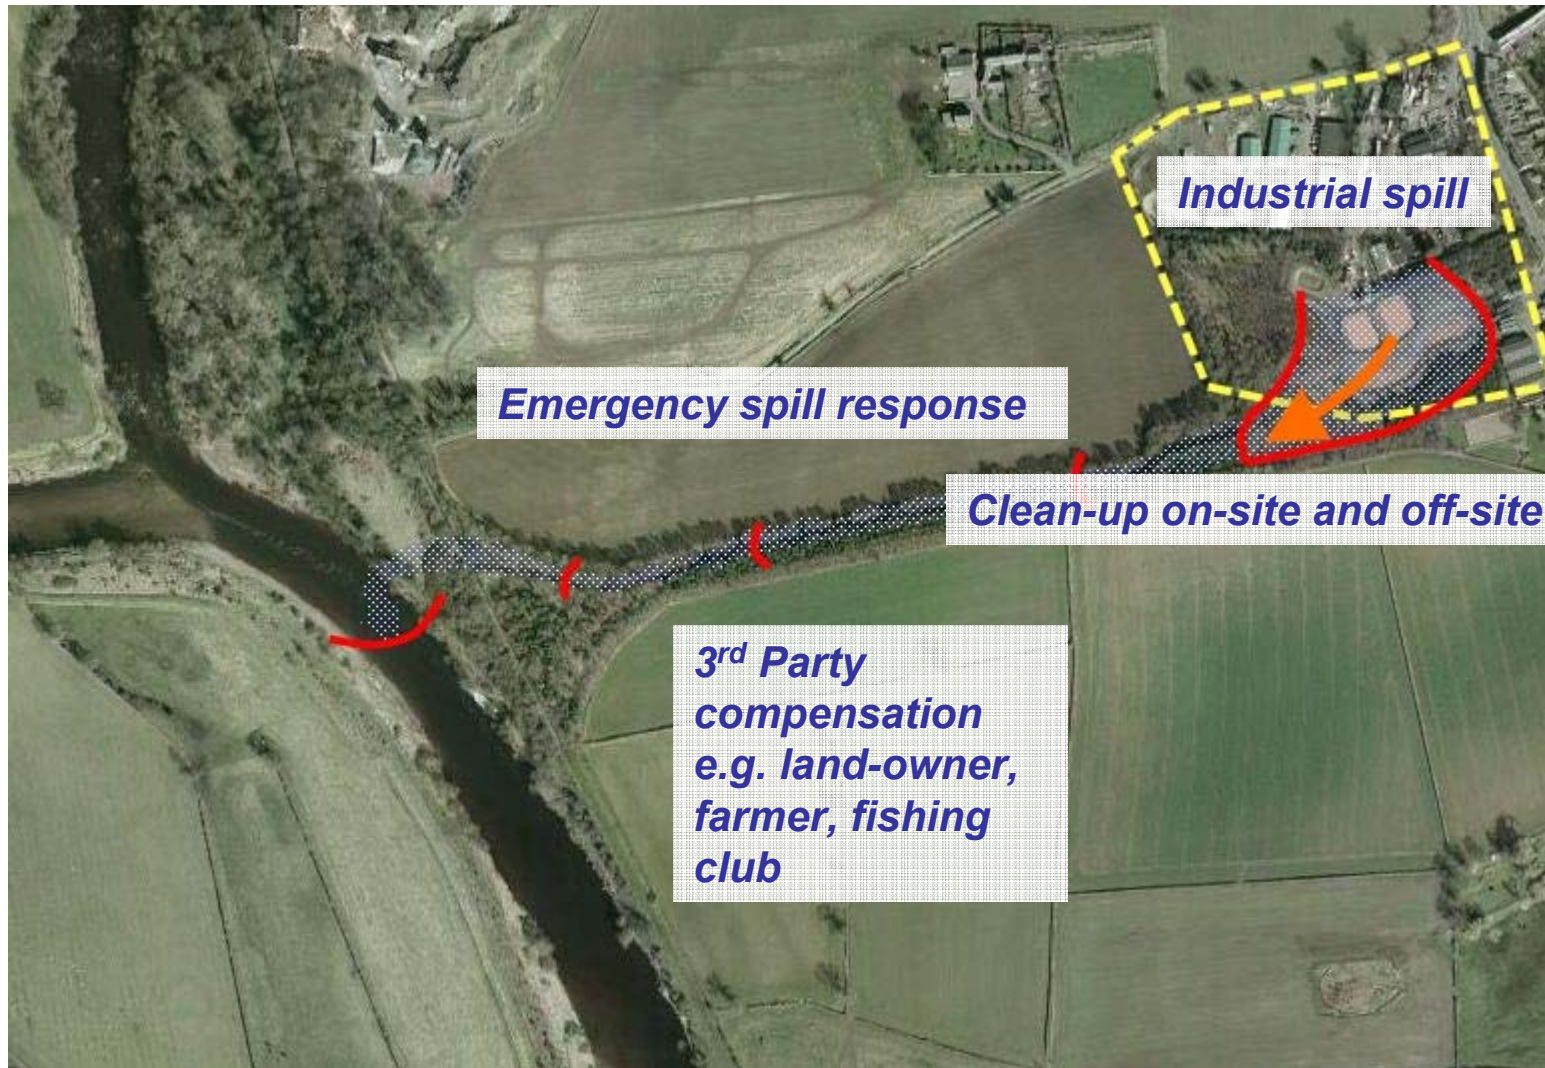 Industrial spill
Emergency spill response
Clean-up on-site and off-site
3rd Party
compensation
e.g. land-owner,
farmer, fishing
club